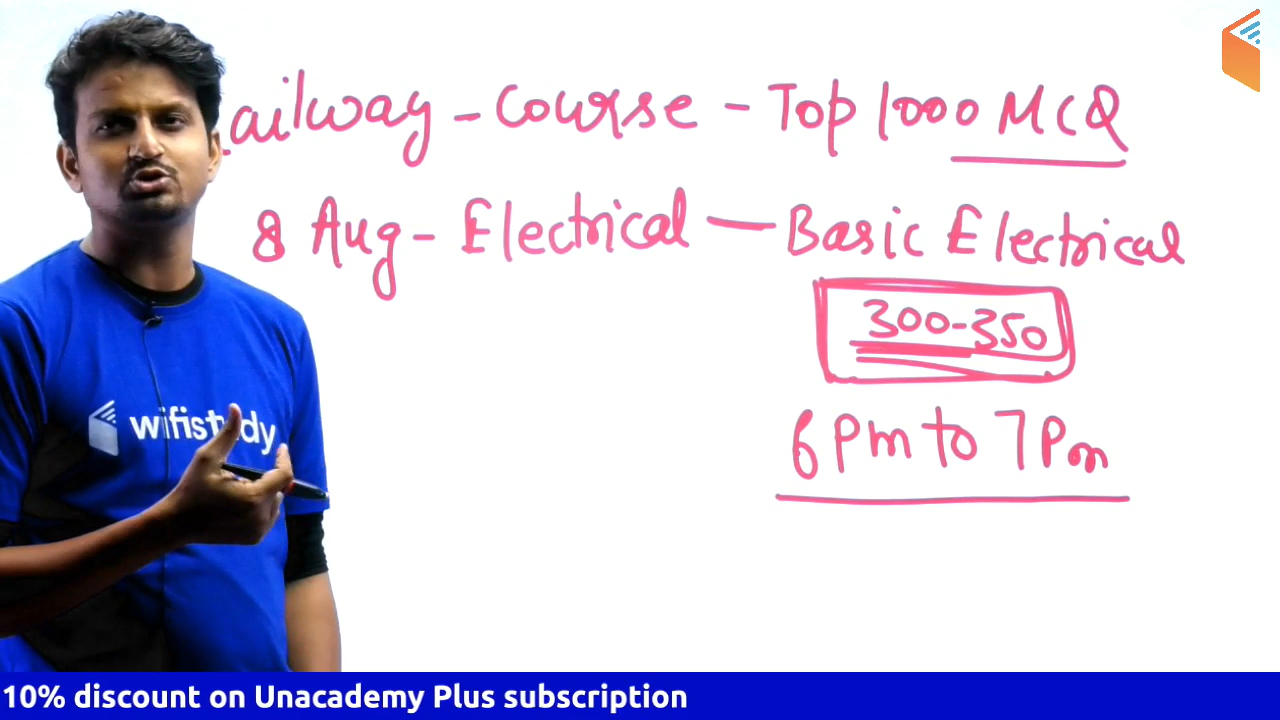 Railway - Course - Top 1000 MCQ
8 Aug - Electrical — Basic Electrical
300-350
6 Pm to 7 Pm
wifistudy
10% discount on Unacademy Plus subscription